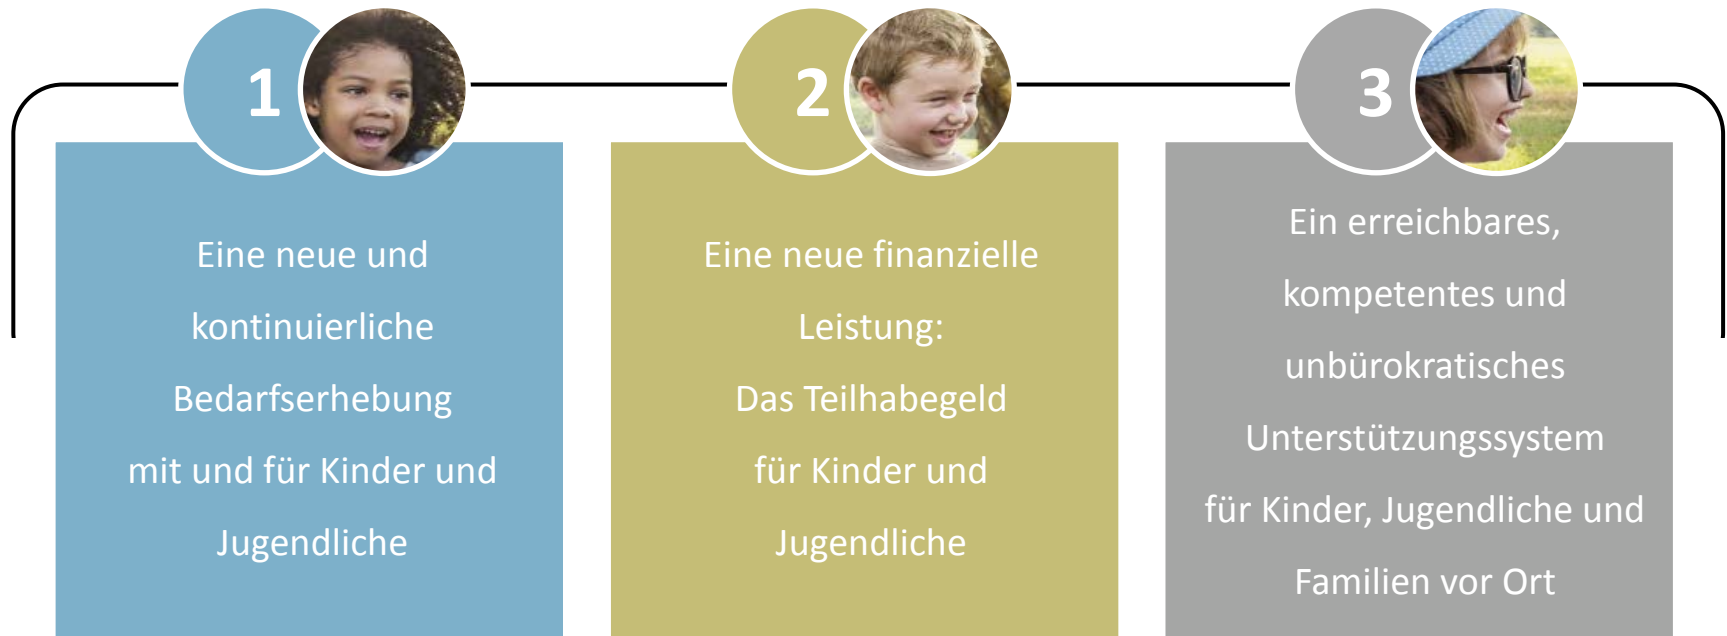 1
Eine neue und
kontinuierliche
Bedarfserhebung
mit und für Kinder und
Jugendliche
2
Eine neue finanzielle
Leistung:
Das Teilhabegeld
für Kinder und
Jugendliche
3
Ein erreichbares,
kompetentes und
unbürokratisches
Unterstützungssystem
für Kinder, Jugendliche und
Familien vor Ort